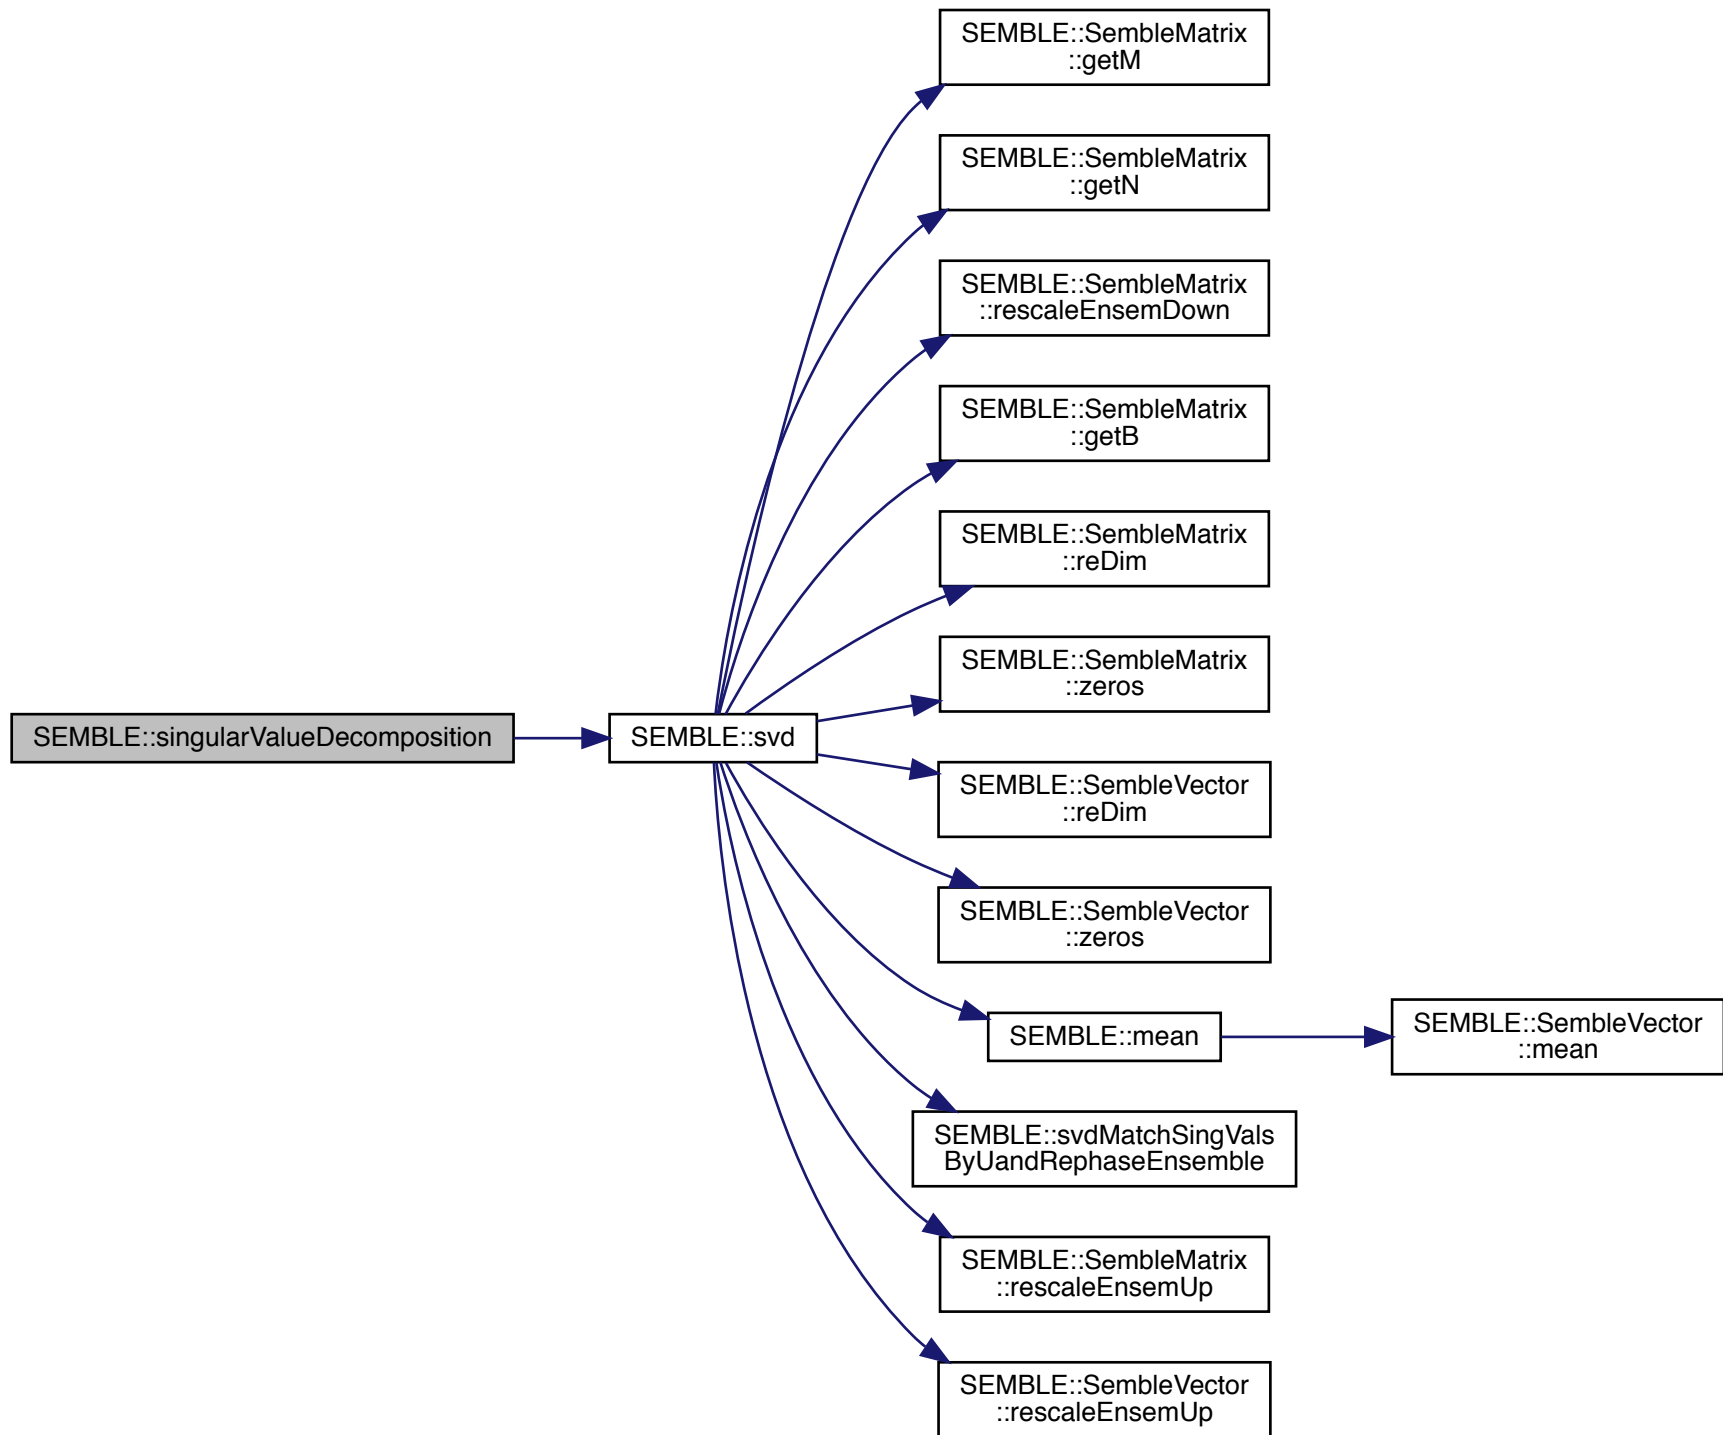 SEMBLE::SembleMatrix
::getM
SEMBLE::SembleMatrix
::getN
SEMBLE::SembleMatrix
::rescaleEnsemDown
SEMBLE::SembleMatrix
::getB
SEMBLE::SembleMatrix
::reDim
SEMBLE::SembleMatrix
::zeros
SEMBLE::singularValueDecomposition
SEMBLE::svd
SEMBLE::SembleVector
::reDim
SEMBLE::SembleVector
::zeros
SEMBLE::mean
SEMBLE::SembleVector
::mean
SEMBLE::svdMatchSingVals
ByUandRephaseEnsemble
SEMBLE::SembleMatrix
::rescaleEnsemUp
SEMBLE::SembleVector
::rescaleEnsemUp